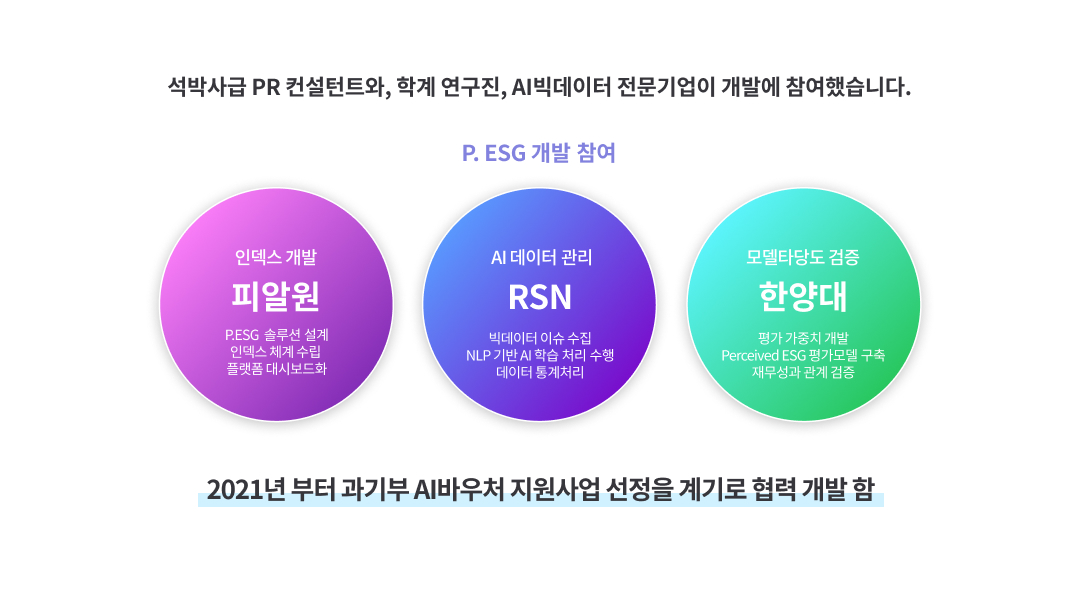 석박사급 PR 컨설턴트와, 학계 연구진, AI빅데이터 전문기업이 개발에 참여했습니다.
P. ESG 개발 참여
인덱스 개발
피알원
P.ESG 솔루션 설계
인덱스 체계 수립
플랫폼 대시보드화
AI 데이터 관리
RSN
빅데이터 이슈 수집
NLP 기반 AI 학습 처리 수행
데이터 통계처리
모델타당도 검증
한양대
평가 가중치 개발
Perceived ESG 평가모델 구축
재무성과 관계 검증
2021년 부터 과기부 AI바우처 지원사업 선정을 계기로 협력 개발 함